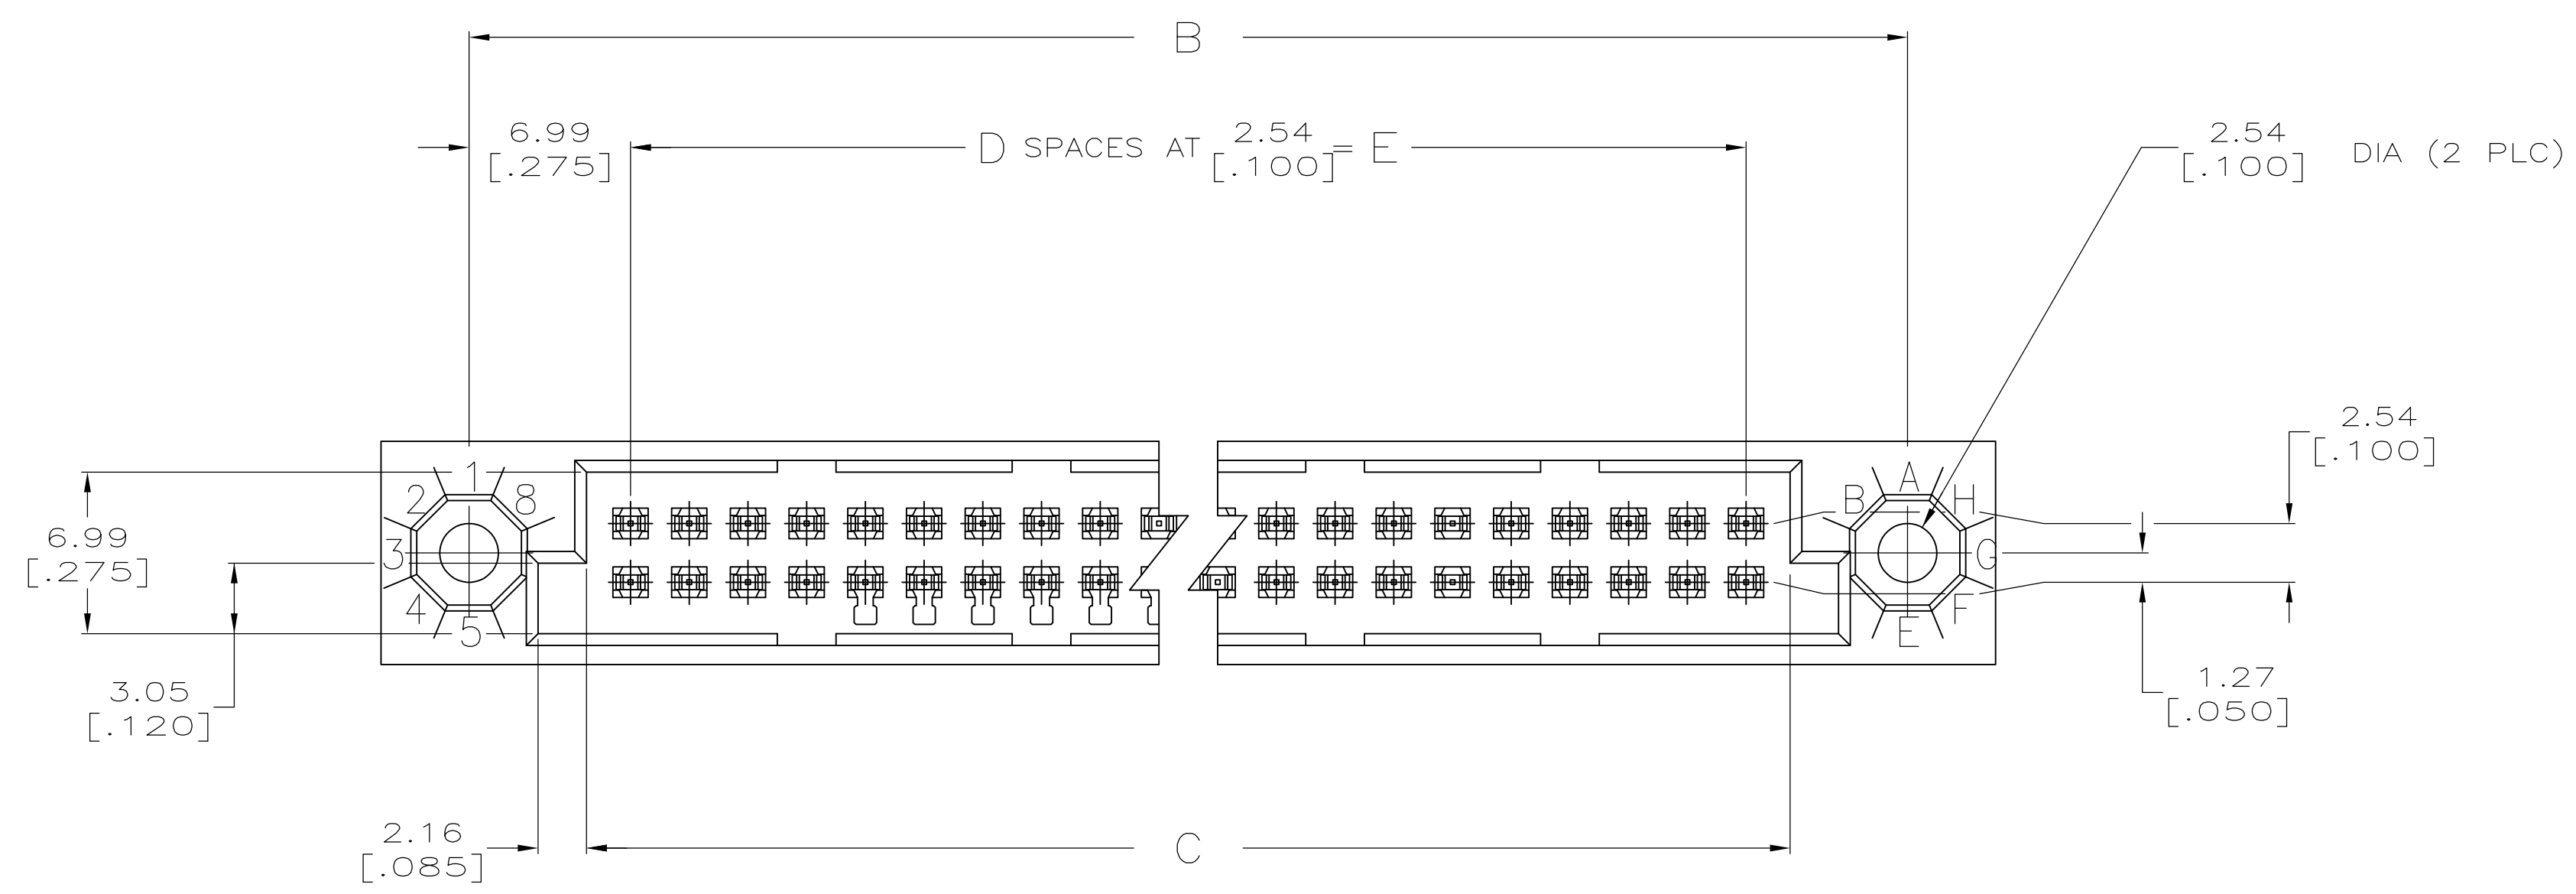 B
6.99
[.275]
D SPACES AT 2.54 [.100] = E
2.54
[.100] DIA (2 PLC)
2.54
[.100]
1
2
8
3
4
5
A
B
H
G
F
E
6.99
[.275]
3.05
[.120]
1.27
[.050]
2.16
[.085]
C